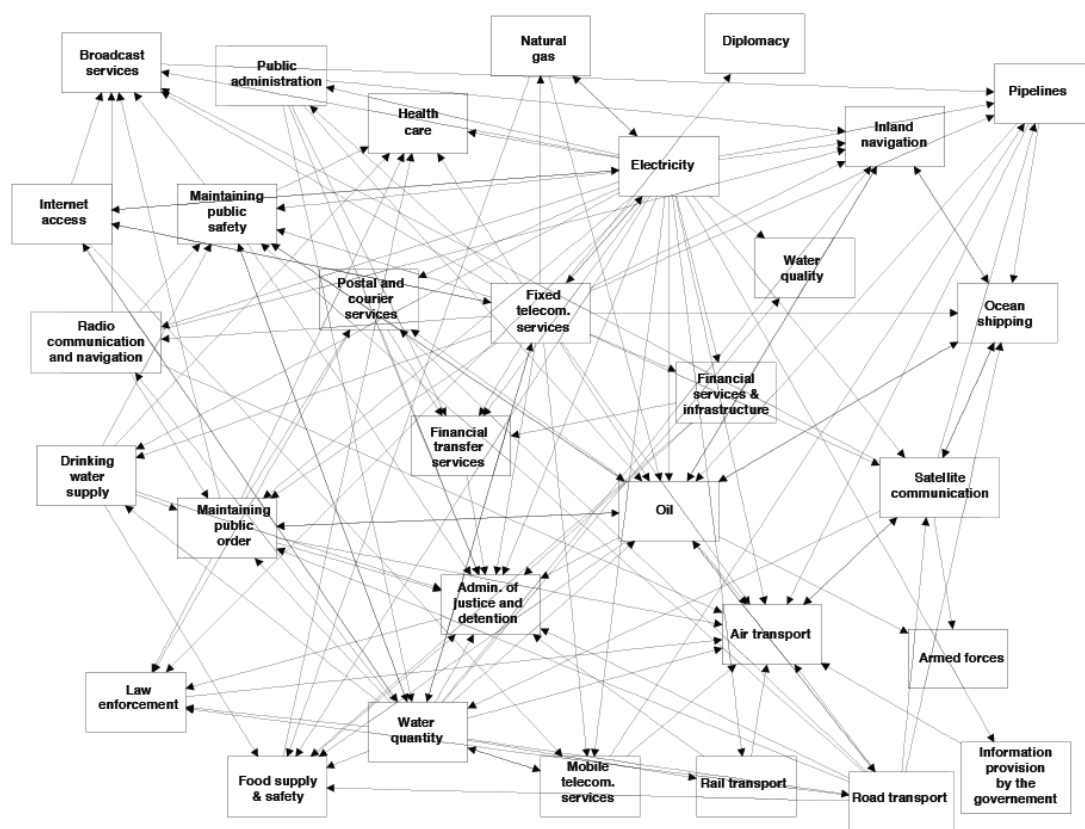 Broadcast
services
Public
administration
Natural
gas
Diplomacy
Pipelines
Health
care
Inland
navigation
Electricity
Internet
access
Maintaining
public
safety
Water
quality
Postal and
courier
services
Fixed
telecom.
services
Ocean
shipping
Radio
communication
and navigation
Financial
services &
infrastructure
Financial
transfer
services
Drinking
water
supply
Maintaining
public
order
Oil
Satellite
communication
Admin. of
justice and
detention
Air transport
Armed forces
Law
enforcement
Water
quantity
Food supply
& safety
Mobile
telecom.
services
Rail transport
Road transport
Information
provision
by the
governement